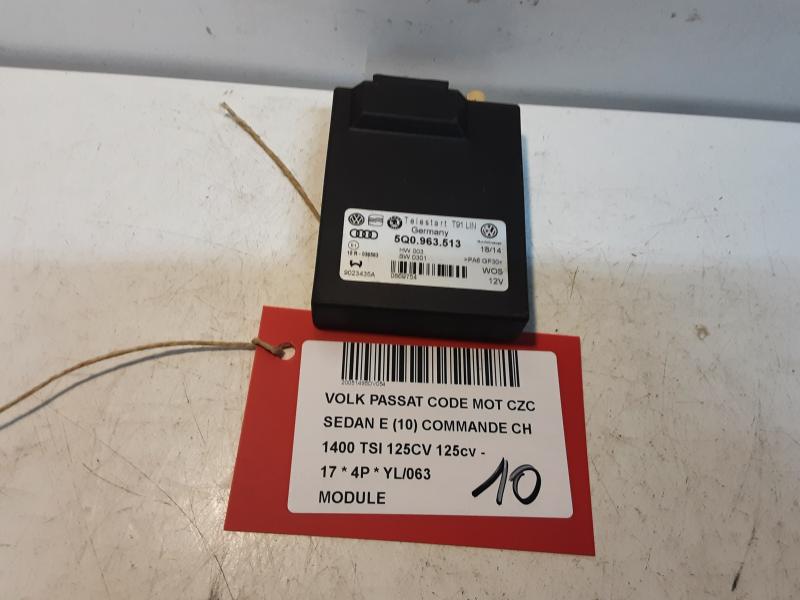 Telestart T91 LIN
Germany
5Q0.963.513
18/14
HW 003
SW 0301
>PA6 GF30<
WOS
9023435A
0869754
12V
VOLK PASSAT CODE MOT CZC
SEDAN E (10) COMMANDE CH
1400 TSI 125CV 125cv -
17 * 4P * YL/063
MODULE
10